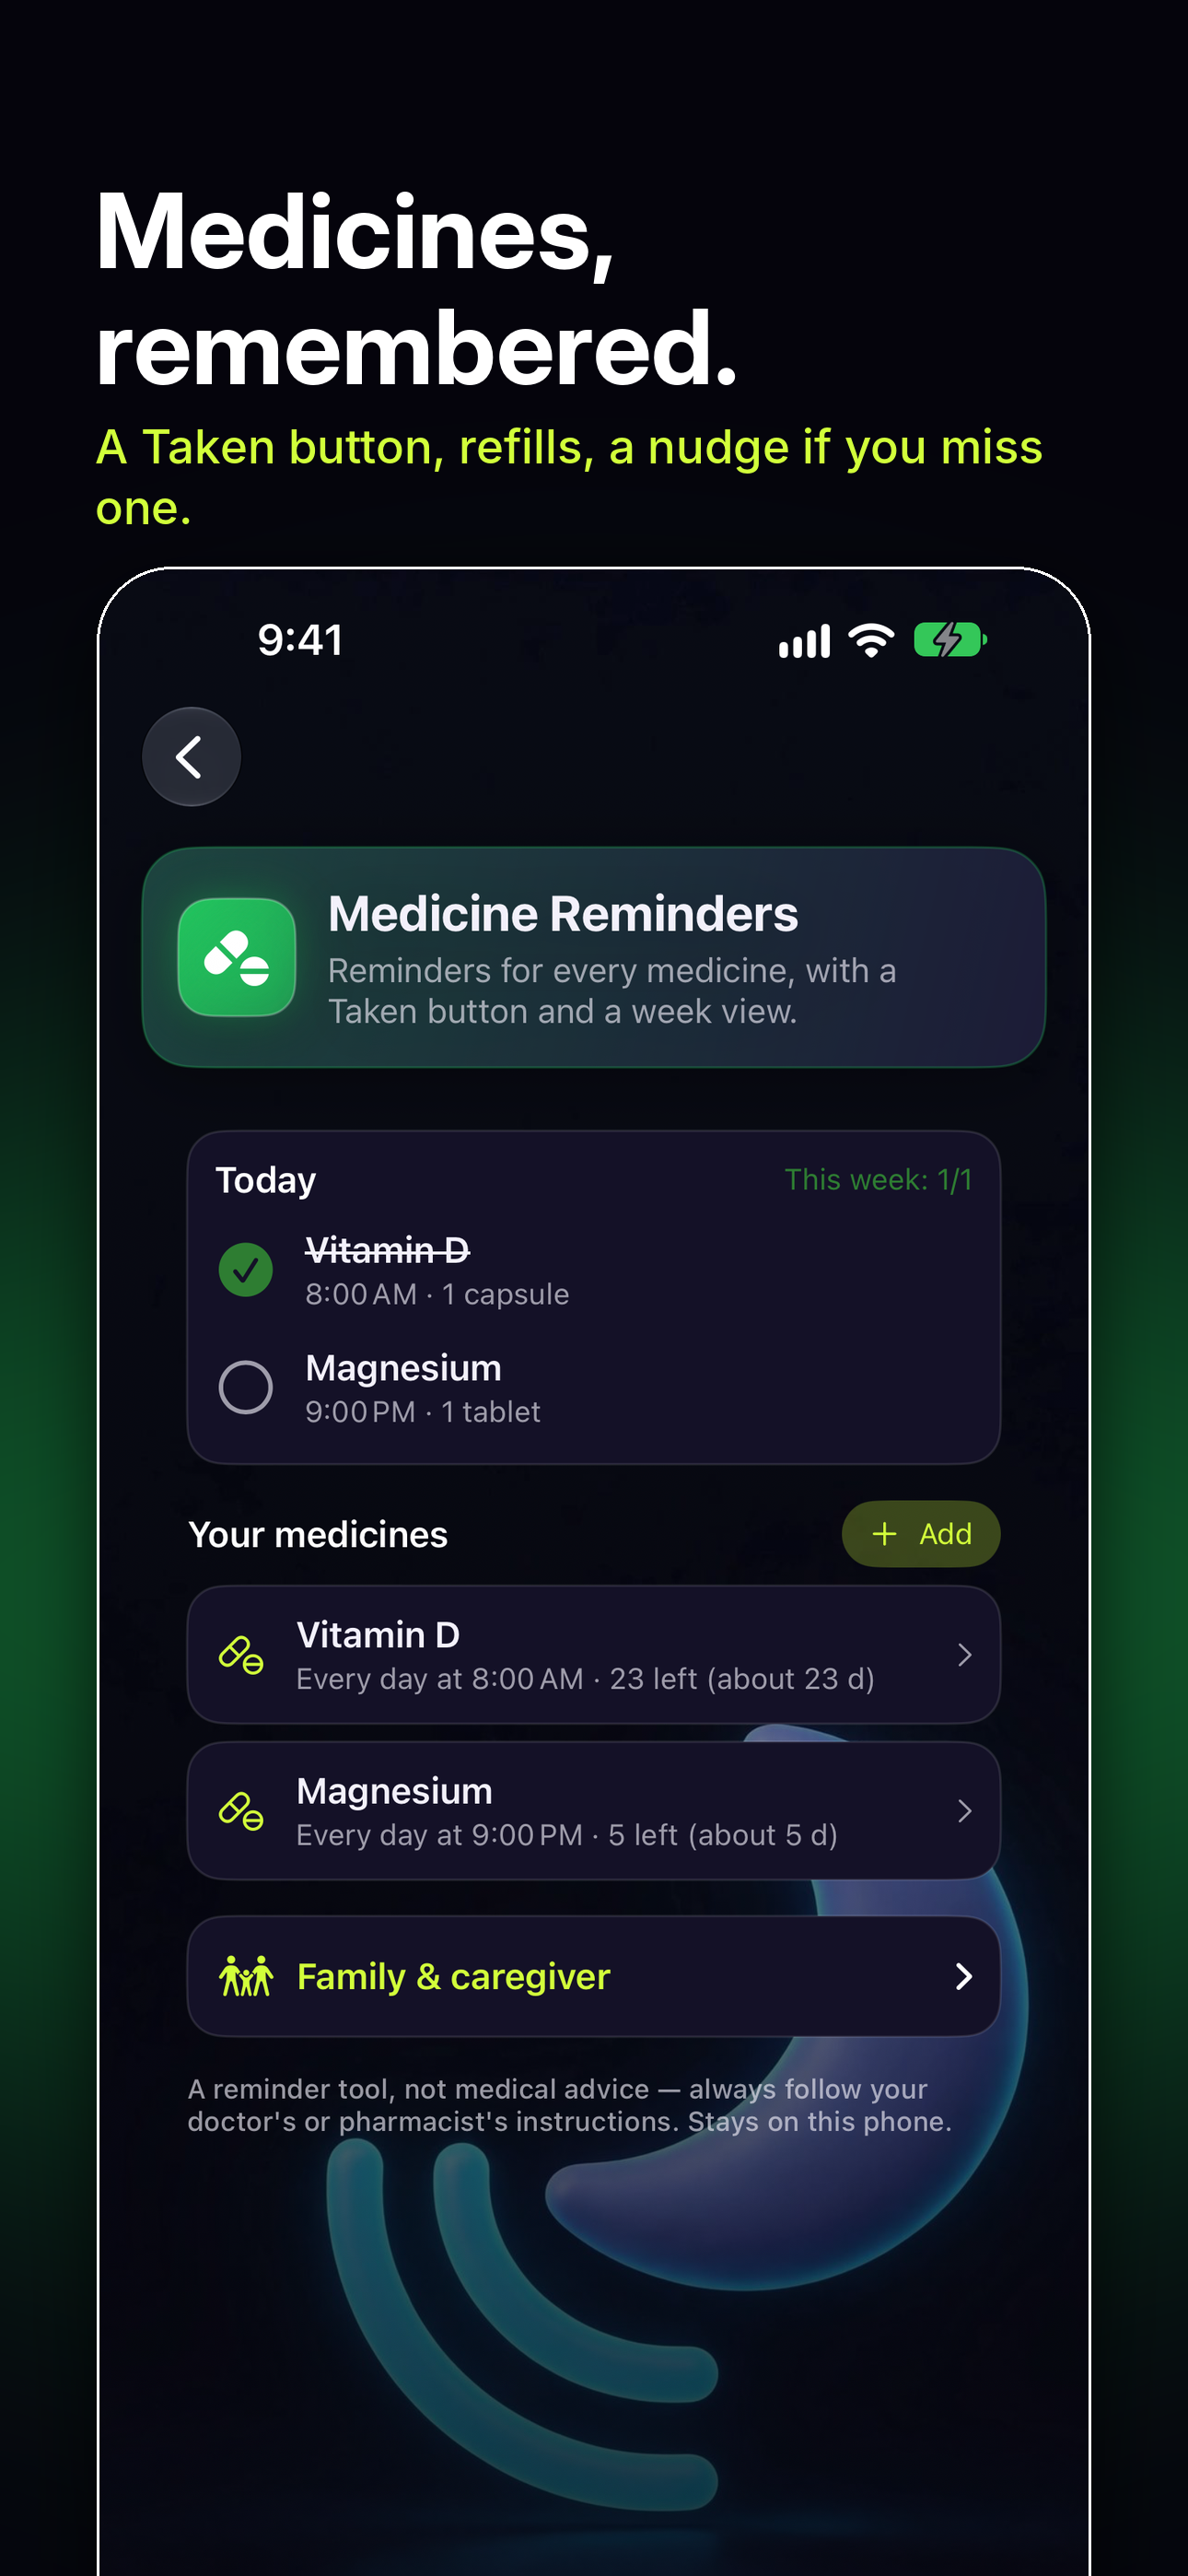 Medicines,
remembered.
A Taken button, refills, a nudge if you miss
one.
9:41
Medicine Reminders
Reminders for every medicine, with a
Taken button and a week view.
Today
This week: 1/1
Vitamin D
8:00 AM · 1 capsule
Magnesium
9:00 PM · 1 tablet
Your medicines
+ Add
Vitamin D
Every day at 8:00 AM · 23 left (about 23 d)
Magnesium
Every day at 9:00 PM · 5 left (about 5 d)
Family & caregiver
A reminder tool, not medical advice — always follow your
doctor's or pharmacist's instructions. Stays on this phone.